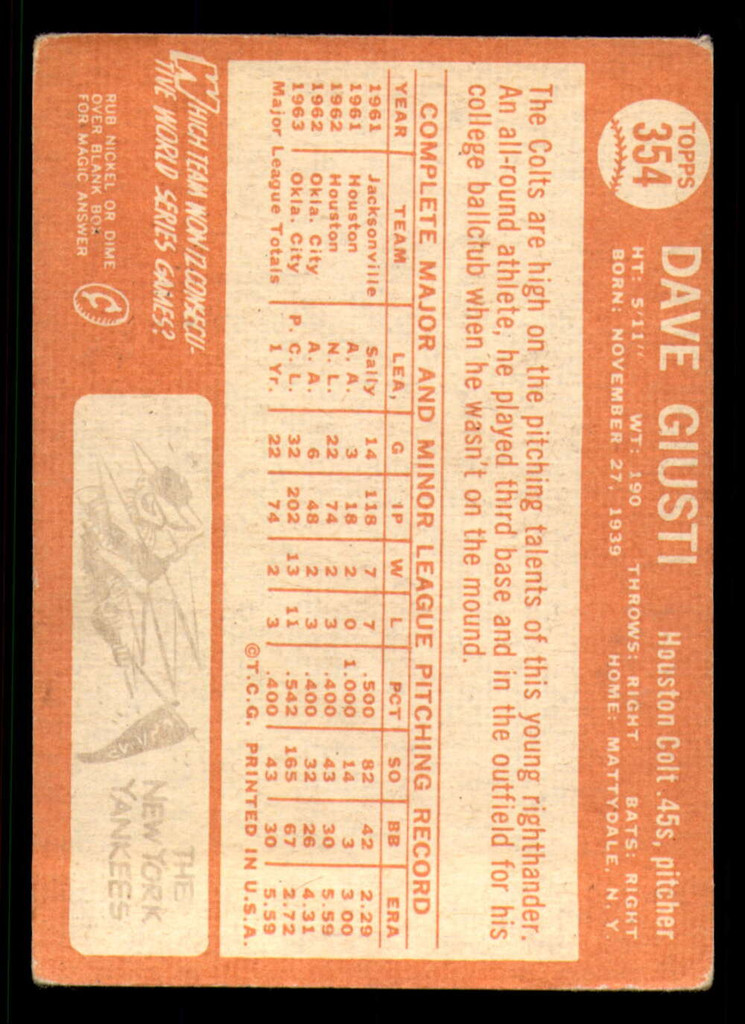 TOPPS
354
DAVE GIUSTI Houston Colt .45s, pitcher
HT: 5'11" WT: 190 THROWS: RIGHT BATS: RIGHT
BORN: NOVEMBER 27, 1939 HOME: MATTYDALE, N. Y.
The Colts are high on the pitching talents of this young righthander.
An all-round athlete, he played third base and in the outfield for his
college ballclub when he wasn't on the mound.
COMPLETE MAJOR AND MINOR LEAGUE PITCHING RECORD
YEAR TEAM LEA. G IP W L PCT SO BB ERA
1961 Jacksonville Sally 14 118 7 7 .500 82 42 2.29
1961 Houston A. A. 3 18 2 0 1.000 14 3 3.00
1962 Houston N. L. 22 74 2 3 .400 43 30 5.59
1962 Okla. City A. A. 6 48 2 3 .400 32 26 4.31
1963 Okla. City P. C. L. 32 202 13 11 .542 165 67 2.72
Major League Totals 1 Yr. 22 74 2 3 .400 43 30 5.59
©T.C.G. PRINTED IN U.S.A.
WHICH TEAM WON 12 CONSECU-
TIVE WORLD SERIES GAMES?
RUB NICKEL OR DIME
OVER BLANK BOX
FOR MAGIC ANSWER
THE
NEW YORK
YANKEES